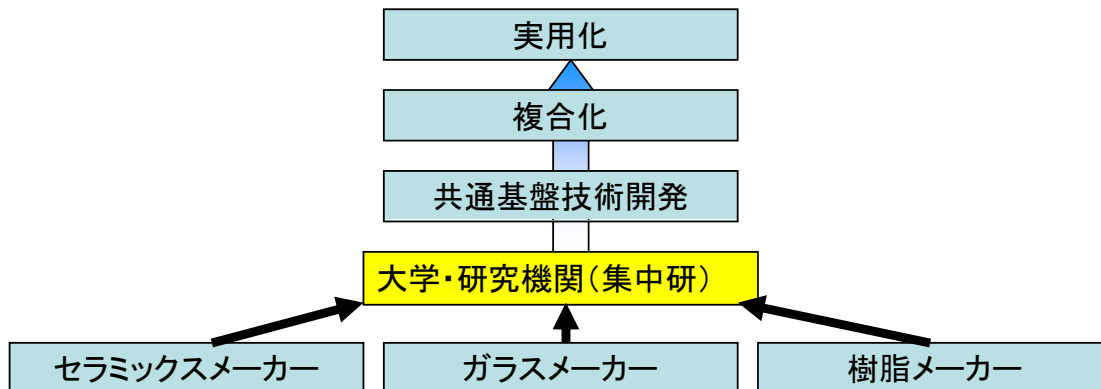 実用化
複合化
共通基盤技術開発
大学・研究機関（集中研）
セラミックスメーカー
ガラスメーカー
樹脂メーカー